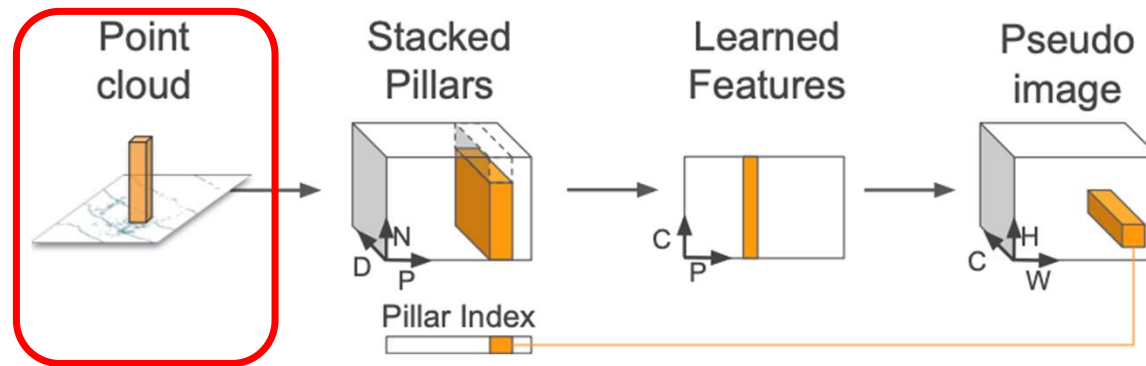 Point
cloud
Stacked
Pillars
Learned
Features
Pseudo
image
N
D
P
C
P
H
C
W
Pillar Index